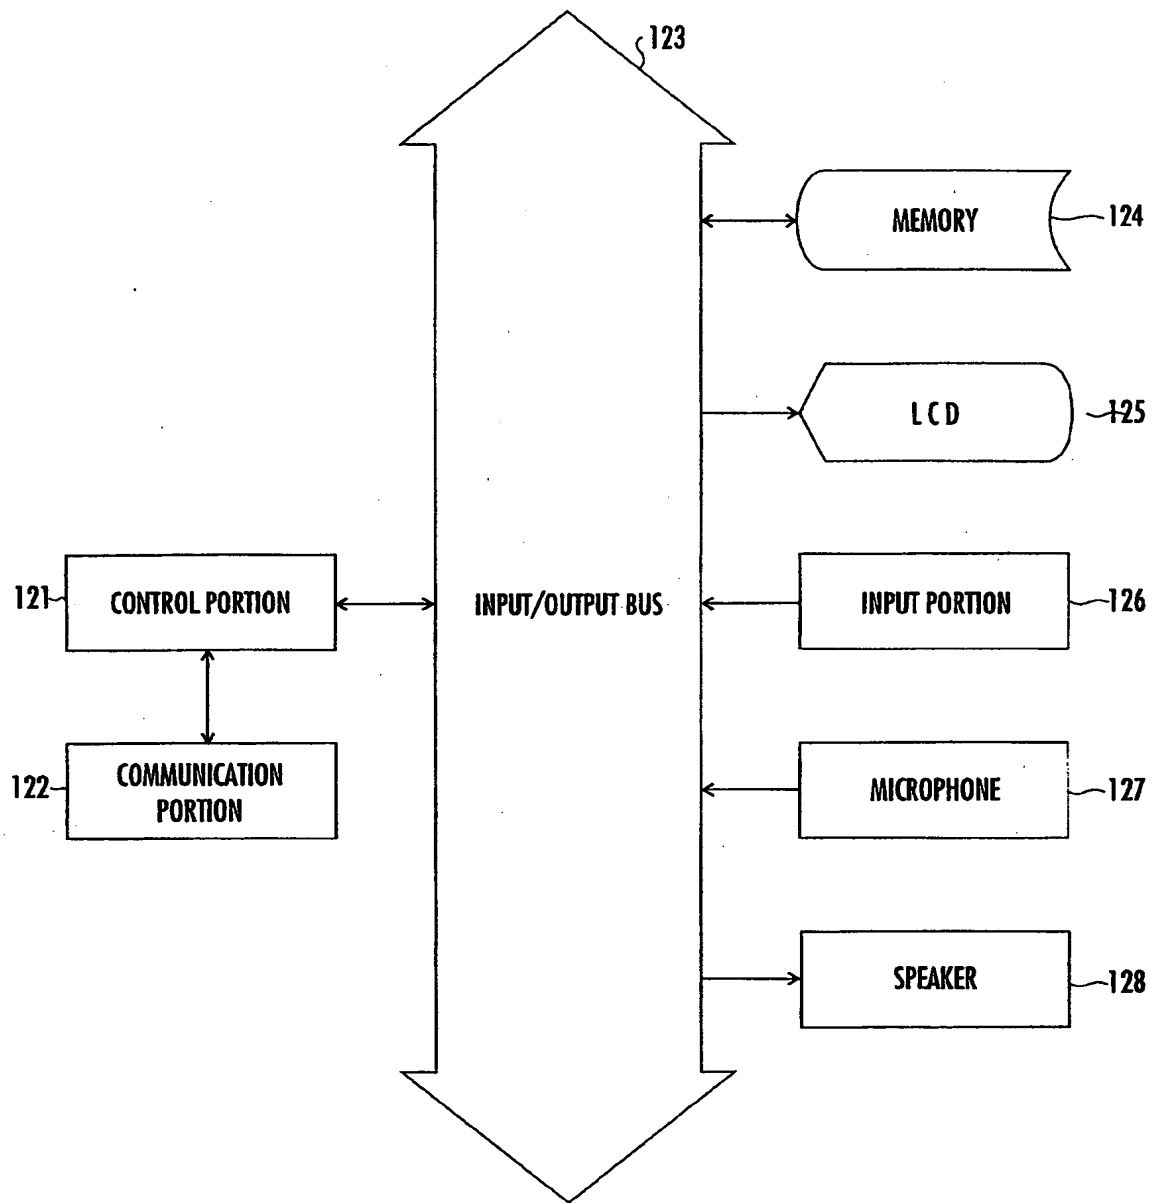 123
MEMORY
124
L C D
125
121
CONTROL PORTION
INPUT/OUTPUT BUS
INPUT PORTION
126
122
COMMUNICATION
PORTION
MICROPHONE
127
SPEAKER
128